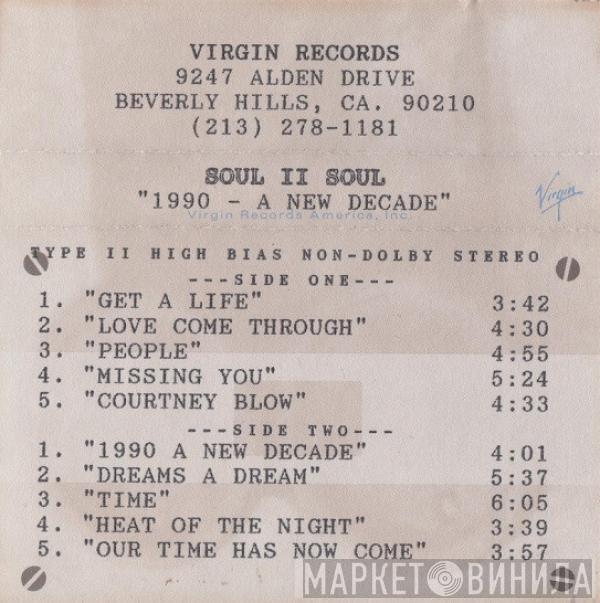 VIRGIN RECORDS
9247 ALDEN DRIVE
BEVERLY HILLS, CA. 90210
(213) 278-1181
SOUL II SOUL
"1990 - A NEW DECADE"
Virgin
Virgin Records America, Inc.
TYPE II HIGH BIAS NON-DOLBY STEREO
---SIDE ONE---
1. "GET A LIFE" 3:42
2. "LOVE COME THROUGH" 4:30
3. "PEOPLE" 4:55
4. "MISSING YOU" 5:24
5. "COURTNEY BLOW" 4:33
---SIDE TWO---
1. "1990 A NEW DECADE" 4:01
2. "DREAMS A DREAM" 5:37
3. "TIME" 6:05
4. "HEAT OF THE NIGHT" 3:39
5. "OUR TIME HAS NOW COME" 3:57
МАРКЕТ ВИНИЛА